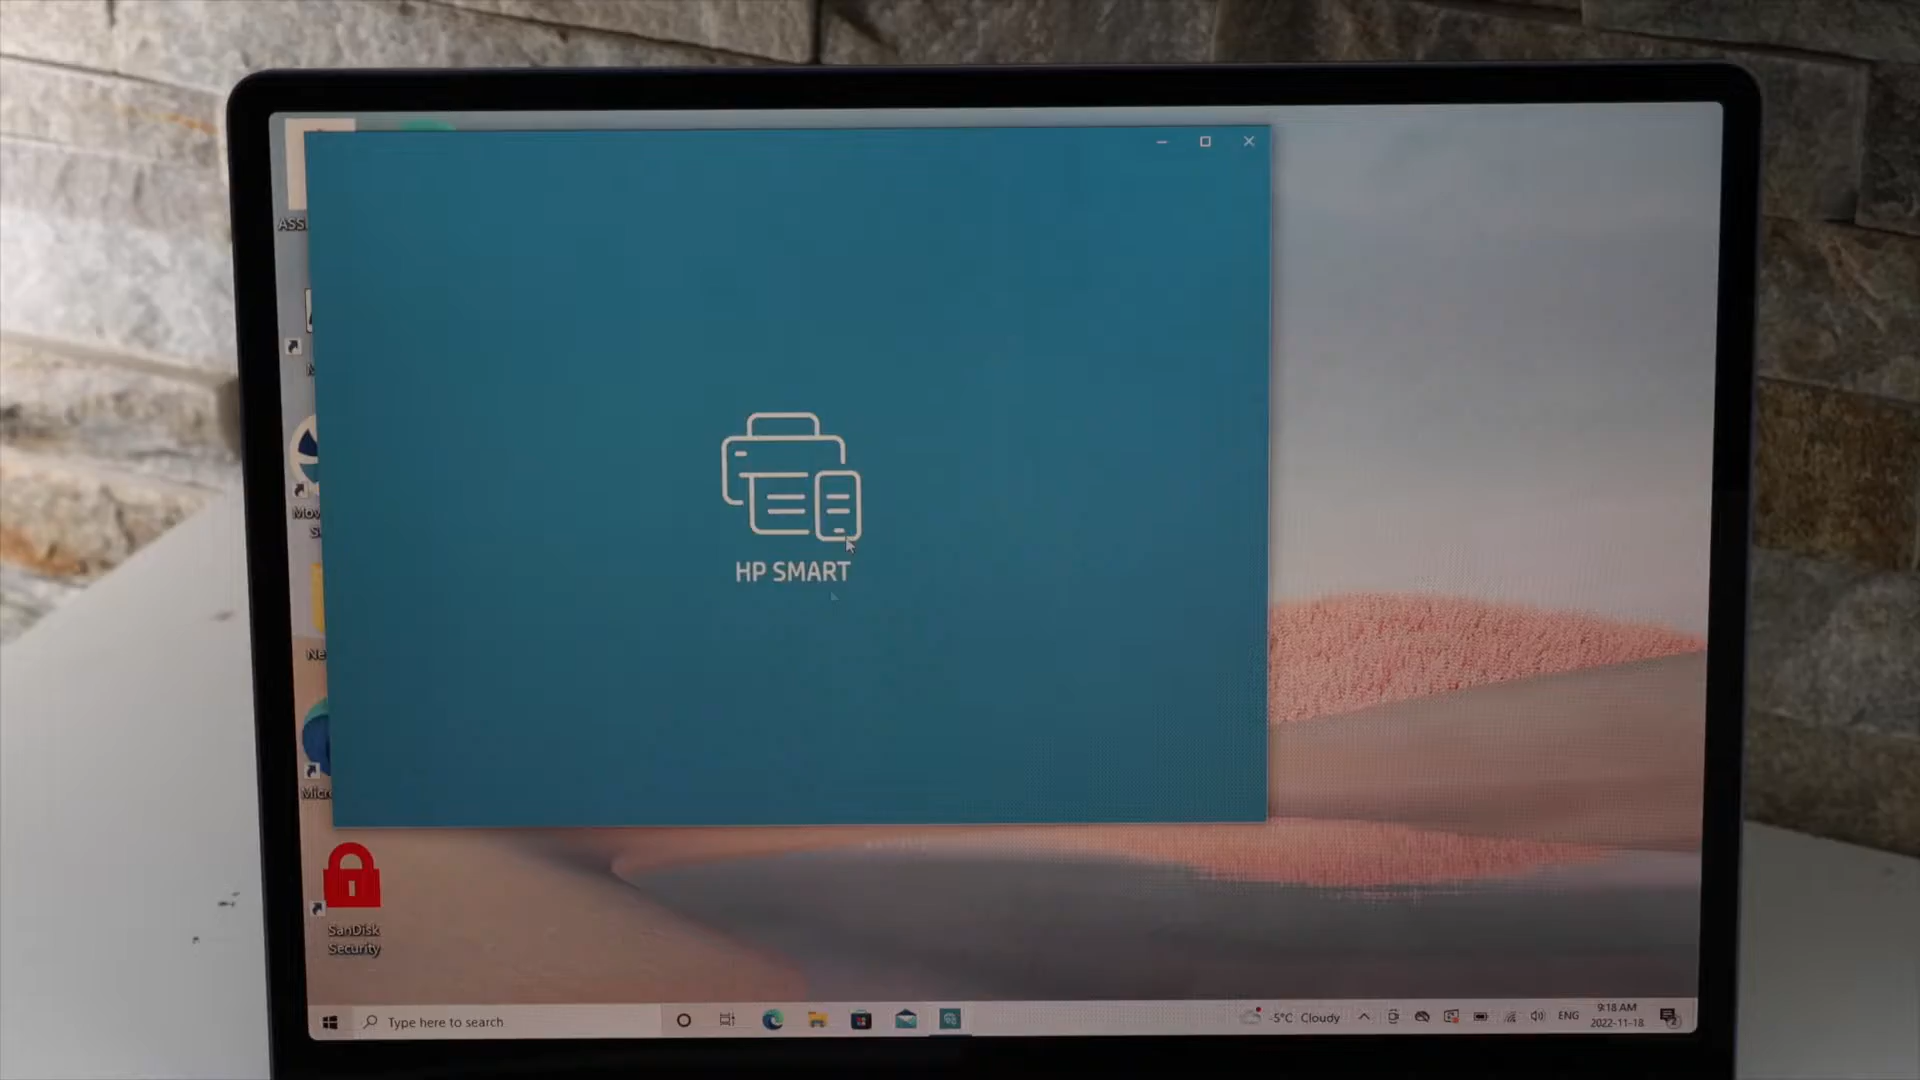 HP SMART
SanDisk
Security
Type here to search
-5°C Cloudy
ENG
9:18 AM
2022-11-18